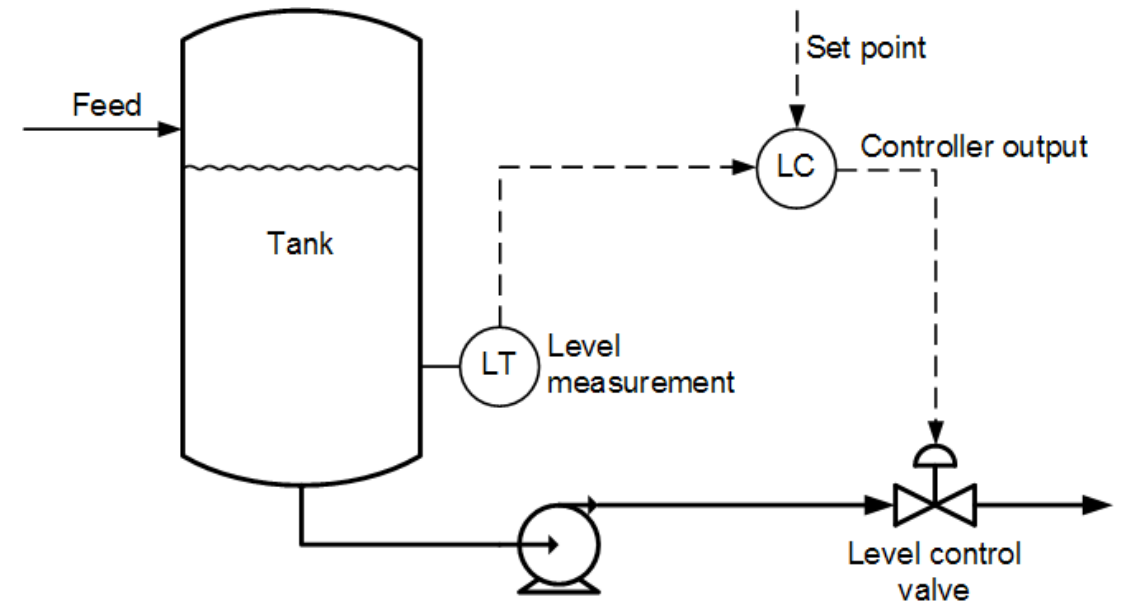 Set point
Feed
Controller output
LC
Tank
Level
measurement
LT
Level control
valve